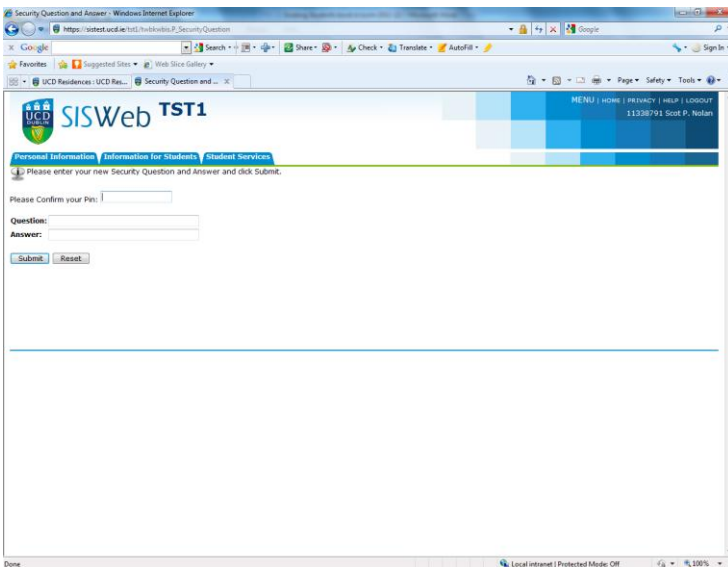 Security Question and Answer - Windows Internet Explorer
https://sistest.ucd.ie/tst1/twbkwbis.P_SecurityQuestion
Google
x Google Search Share Check Translate AutoFill Sign In
Favorites Suggested Sites Web Slice Gallery
UCD Residences : UCD Res... Security Question and ... X Page Safety Tools
MENU | HOME | PRIVACY | HELP | LOGOUT
11338791 Scot P. Nolan
UCD
DUBLIN
SISWeb TST1
Personal Information Information for Students Student Services
Please enter your new Security Question and Answer and click Submit.
Please Confirm your Pin:
Question:
Answer:
Submit Reset
Done Local intranet | Protected Mode: Off 100%